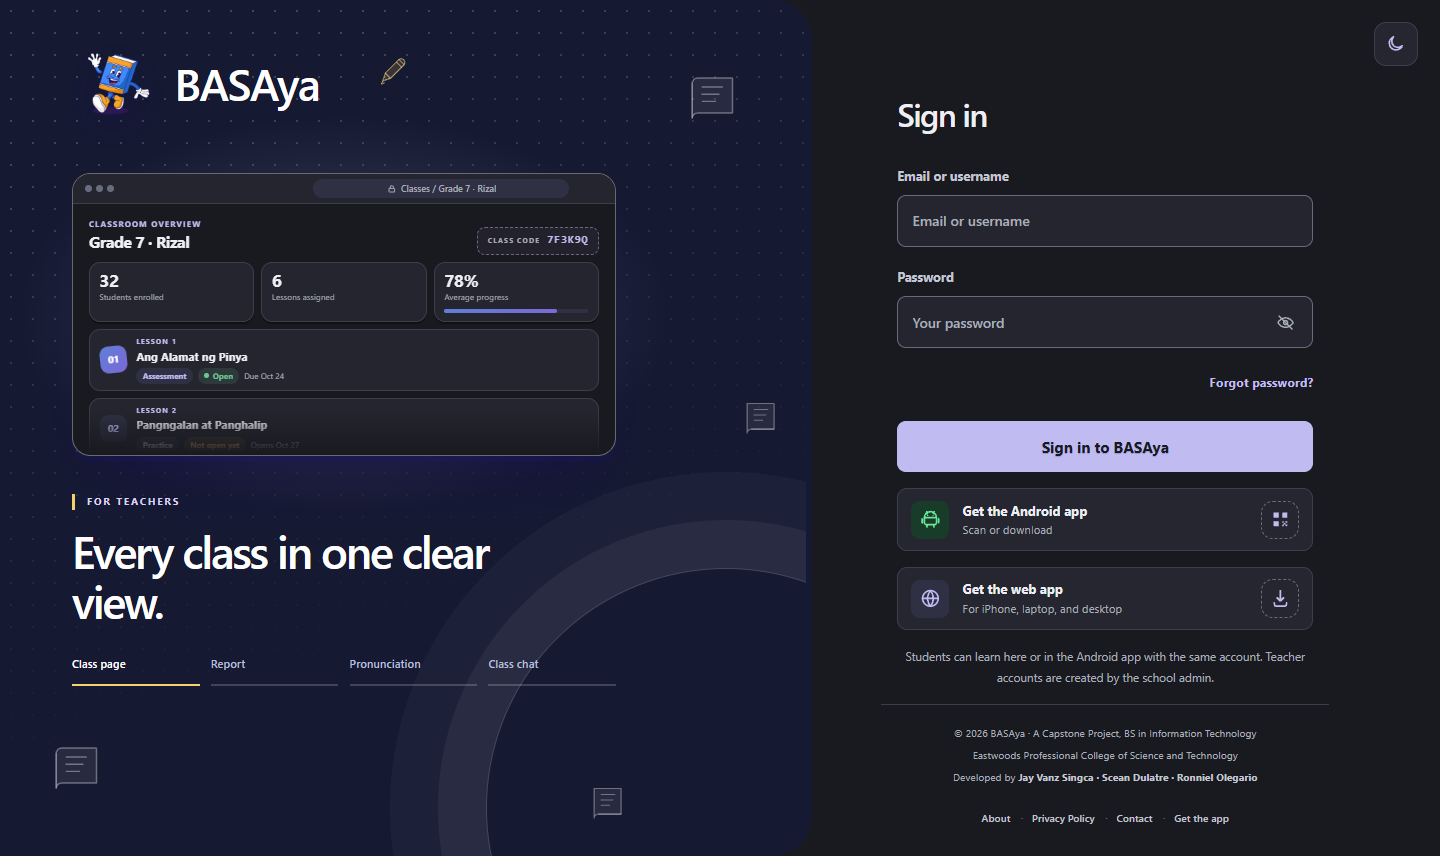 BASAya
Classes / Grade 7 · Rizal
CLASSROOM OVERVIEW
Grade 7 · Rizal
CLASS CODE 7F3K9Q
32
Students enrolled
6
Lessons assigned
78%
Average progress
01
LESSON 1
Ang Alamat ng Pinya
Assessment Open Due Oct 24
02
LESSON 2
Pangngalan at Panghalip
Practice Not open yet Opens Oct 27
FOR TEACHERS
Every class in one clear
view.
Class page
Report
Pronunciation
Class chat
Sign in
Email or username
Email or username
Password
Your password
Forgot password?
Sign in to BASAya
Get the Android app
Scan or download
Get the web app
For iPhone, laptop, and desktop
Students can learn here or in the Android app with the same account. Teacher
accounts are created by the school admin.
© 2026 BASAya · A Capstone Project, BS in Information Technology
Eastwoods Professional College of Science and Technology
Developed by Jay Vanz Singca · Scean Dulatre · Ronniel Olegario
About · Privacy Policy · Contact · Get the app